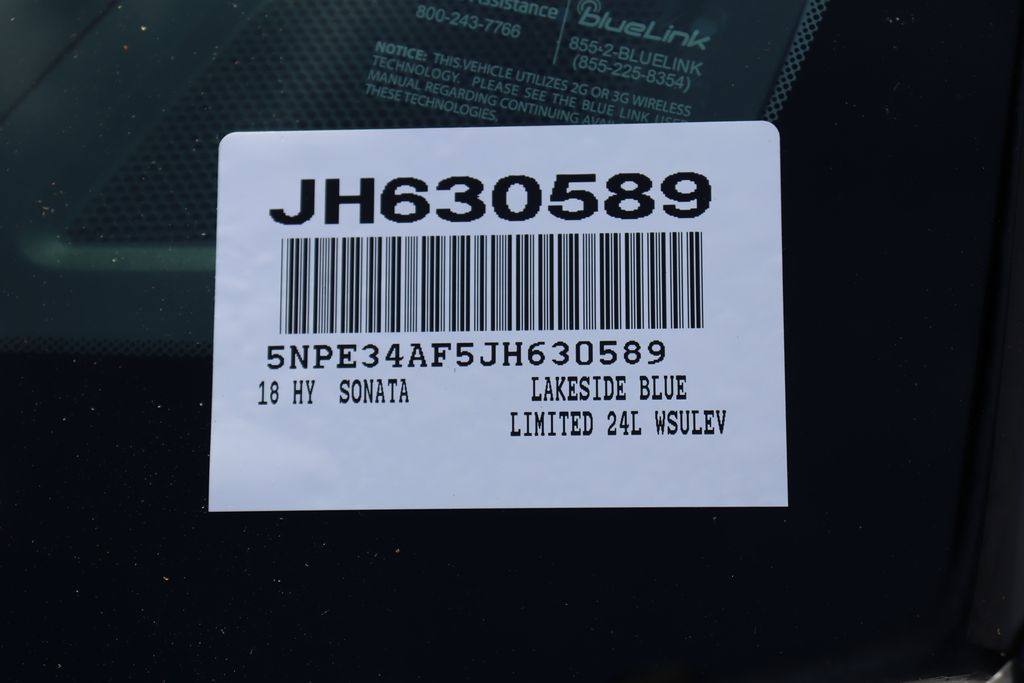 ssistance
800-243-7766
BlueLink
855-2-BLUELINK
(855-225-8354)
NOTICE: THIS VEHICLE UTILIZES 2G OR 3G WIRELESS
TECHNOLOGY. PLEASE SEE THE BLUE LINK
MANUAL REGARDING CONTINUING
THESE TECHNOLOGIES.
JH630589
5NPE34AF5JH630589
18 HY SONATA LAKESIDE BLUE
LIMITED 24L WSULEV